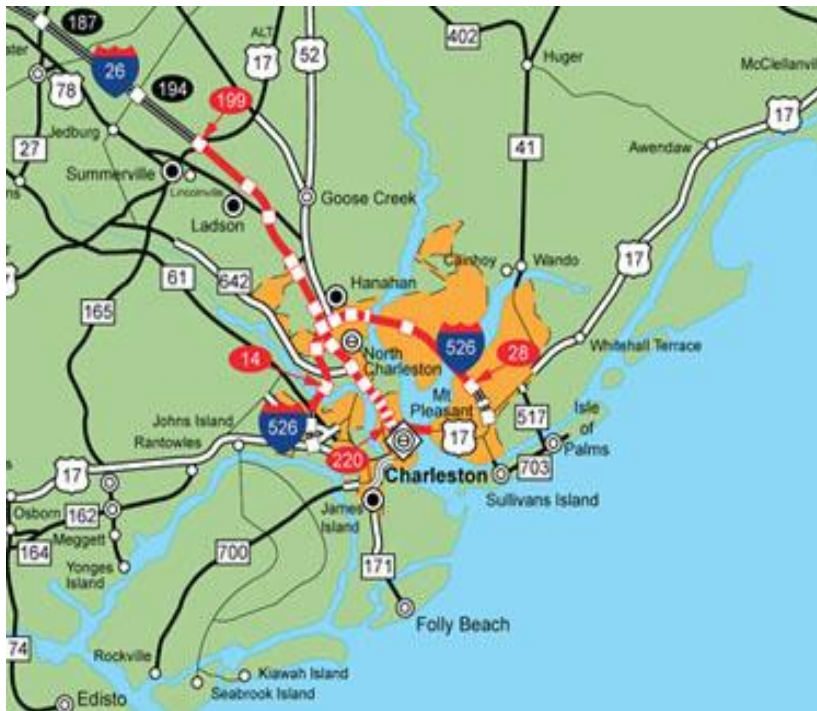 187
ALT
17
52
402
Huger
McClellanvil
26
78
194
199
17
41
Awendaw
27
Jedburg
Summerville
Lincolnville
Ladson
Goose Creek
17
61
642
Hanahan
Cainhoy
Wando
165
526
28
Whitehall Terrace
14
North
Charleston
Mt
Pleasant
Johns Island
526
Rantowles
17
517
Isle
of
Palms
17
220
Charleston
703
Sullivans Island
Osborn
162
James
Island
Meggett
164
700
171
Yonges
Island
Folly Beach
74
Rockville
Kiawah Island
Seabrook Island
Edisto